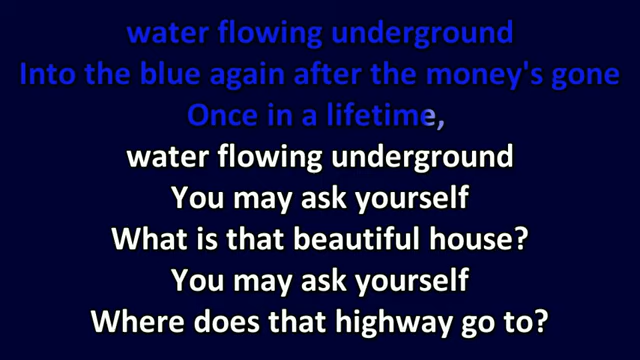 water flowing underground
Into the blue again after the money's gone
Once in a lifetime,
water flowing underground
You may ask yourself
What is that beautiful house?
You may ask yourself
Where does that highway go to?